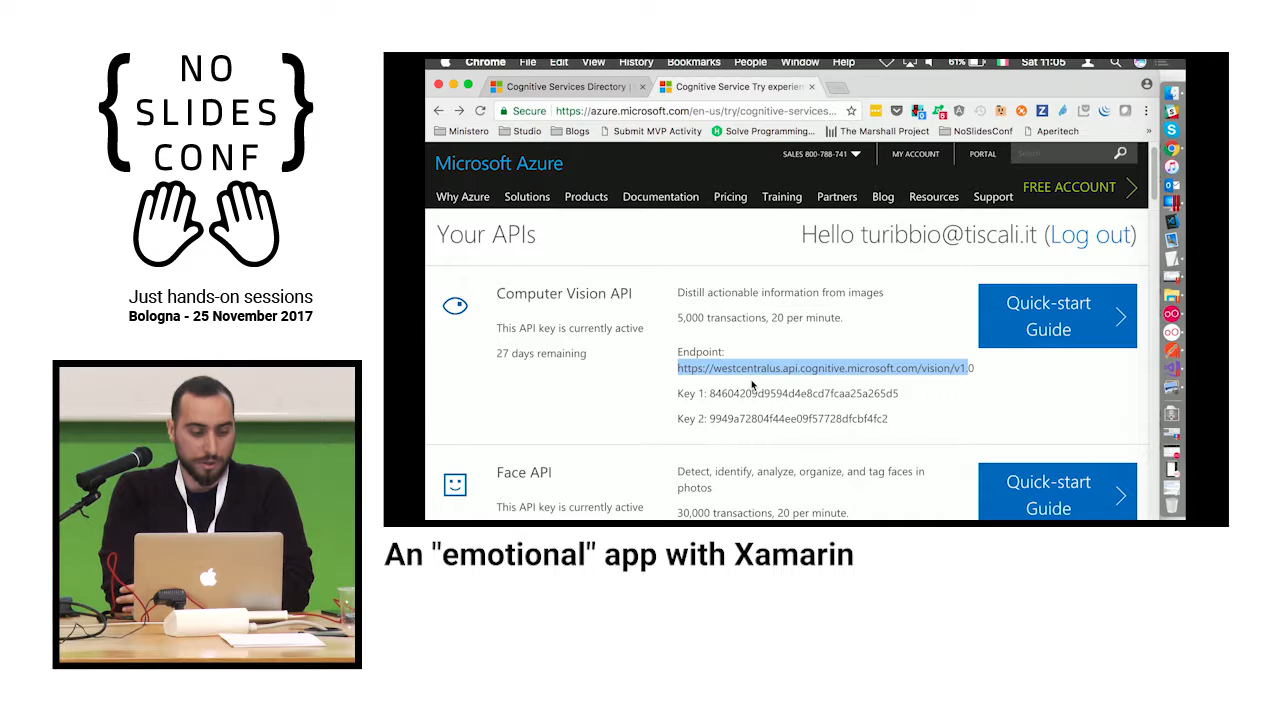 NO
SLIDES
CONF
Just hands-on sessions
Bologna - 25 November 2017
Chrome File Edit View History Bookmarks People Window Help 61% Sat 11:05
Cognitive Services Directory | Cognitive Service Try experien
Secure https://azure.microsoft.com/en-us/try/cognitive-services...
Ministero Studio Blogs Submit MVP Activity Solve Programming... The Marshall Project NoSlidesConf Aperitech »
Microsoft Azure SALES 800-788-741 MY ACCOUNT PORTAL Search
Why Azure Solutions Products Documentation Pricing Training Partners Blog Resources Support FREE ACCOUNT
Your APIs Hello turibbio@tiscali.it (Log out)
Computer Vision API
This API key is currently active
27 days remaining
Distill actionable information from images
5,000 transactions, 20 per minute.
Endpoint:
https://westcentralus.api.cognitive.microsoft.com/vision/v1.0
Key 1: 84604209d9594d4e8cd7fcaa25a265d5
Key 2: 9949a72804f44ee09f57728dfcbf4fc2
Quick-start
Guide
Face API
This API key is currently active
Detect, identify, analyze, organize, and tag faces in
photos
30,000 transactions, 20 per minute.
Quick-start
Guide
An "emotional" app with Xamarin